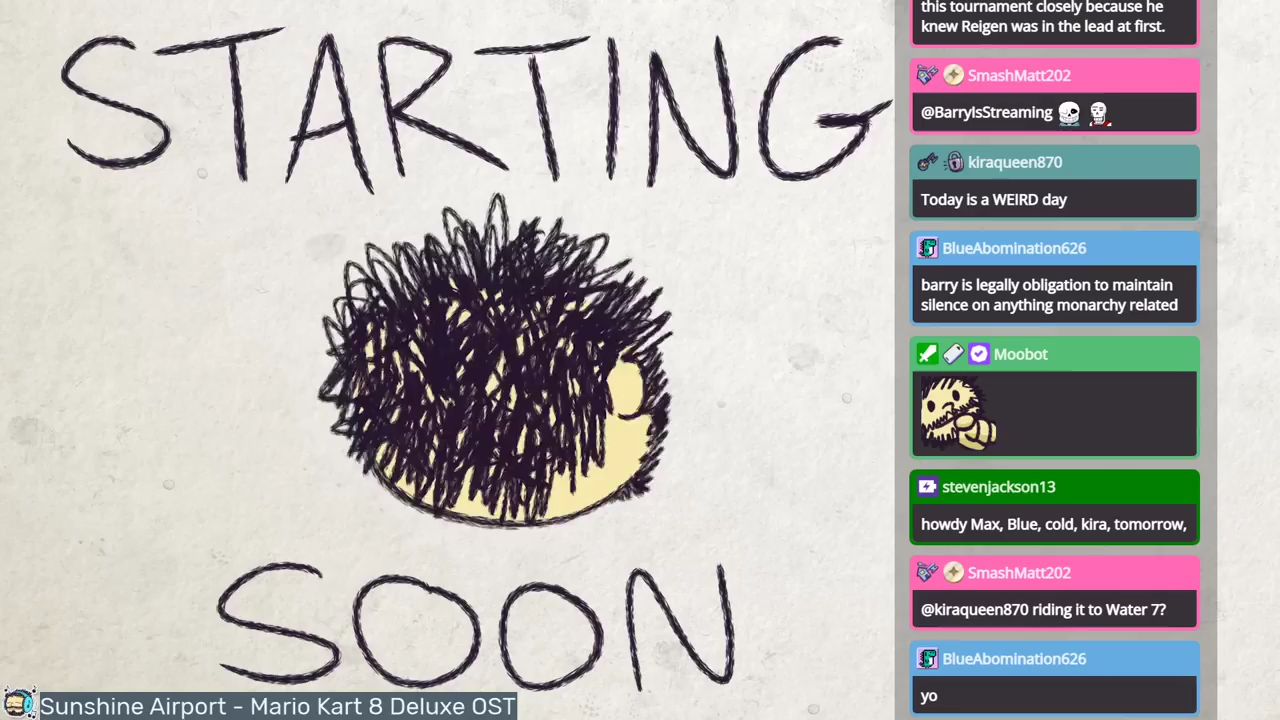 STARTING
SOON
Sunshine Airport - Mario Kart 8 Deluxe OST
this tournament closely because he
knew Reigen was in the lead at first.
SmashMatt202
@BarryIsStreaming
kiraqueen870
Today is a WEIRD day
BlueAbomination626
barry is legally obligation to maintain
silence on anything monarchy related
Moobot
stevenjackson13
howdy Max, Blue, cold, kira, tomorrow,
SmashMatt202
@kiraqueen870 riding it to Water 7?
BlueAbomination626
yo